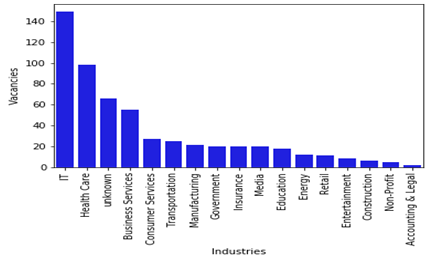 140
120
100
80
60
40
20
0
Vacancies
IT
Health Care
unknown
Business Services
Consumer Services
Transportation
Manufacturing
Government
Insurance
Media
Education
Energy
Retail
Entertainment
Construction
Non-Profit
Accounting & Legal
Industries